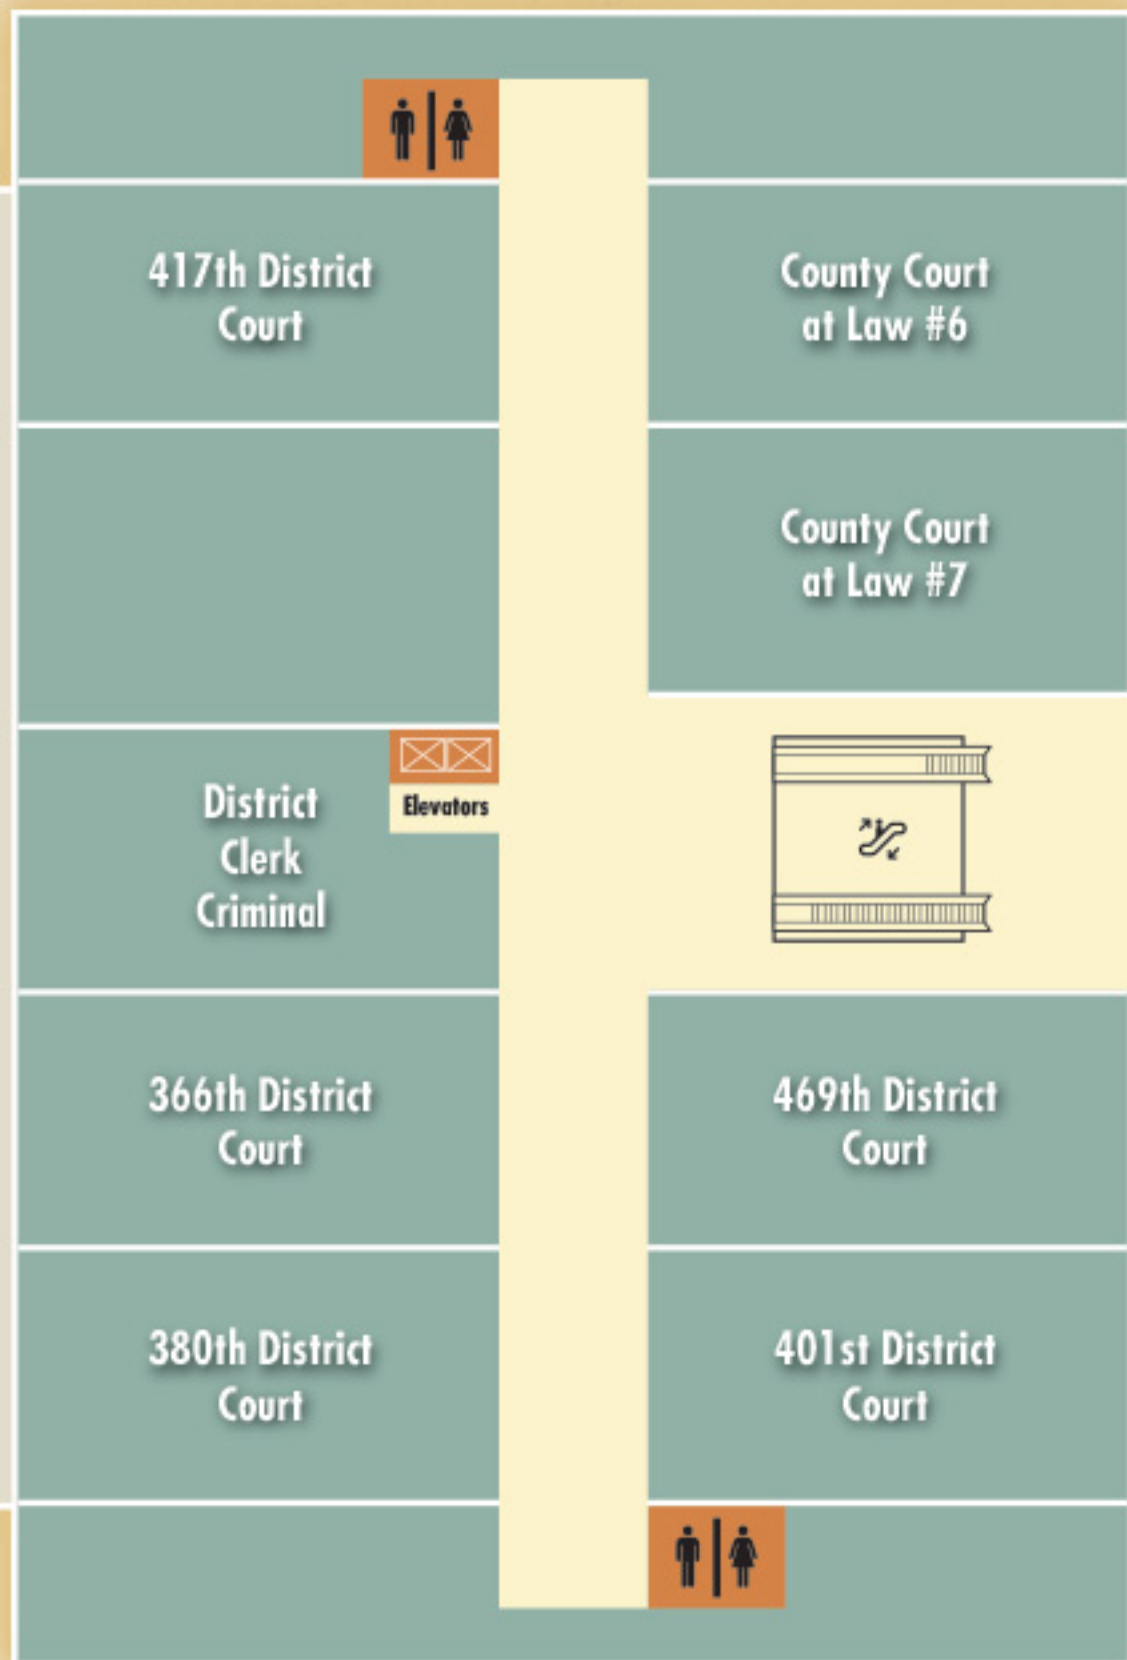 417th District
Court
County Court
at Law #6
County Court
at Law #7
District
Clerk
Criminal
Elevators
366th District
Court
469th District
Court
380th District
Court
401st District
Court